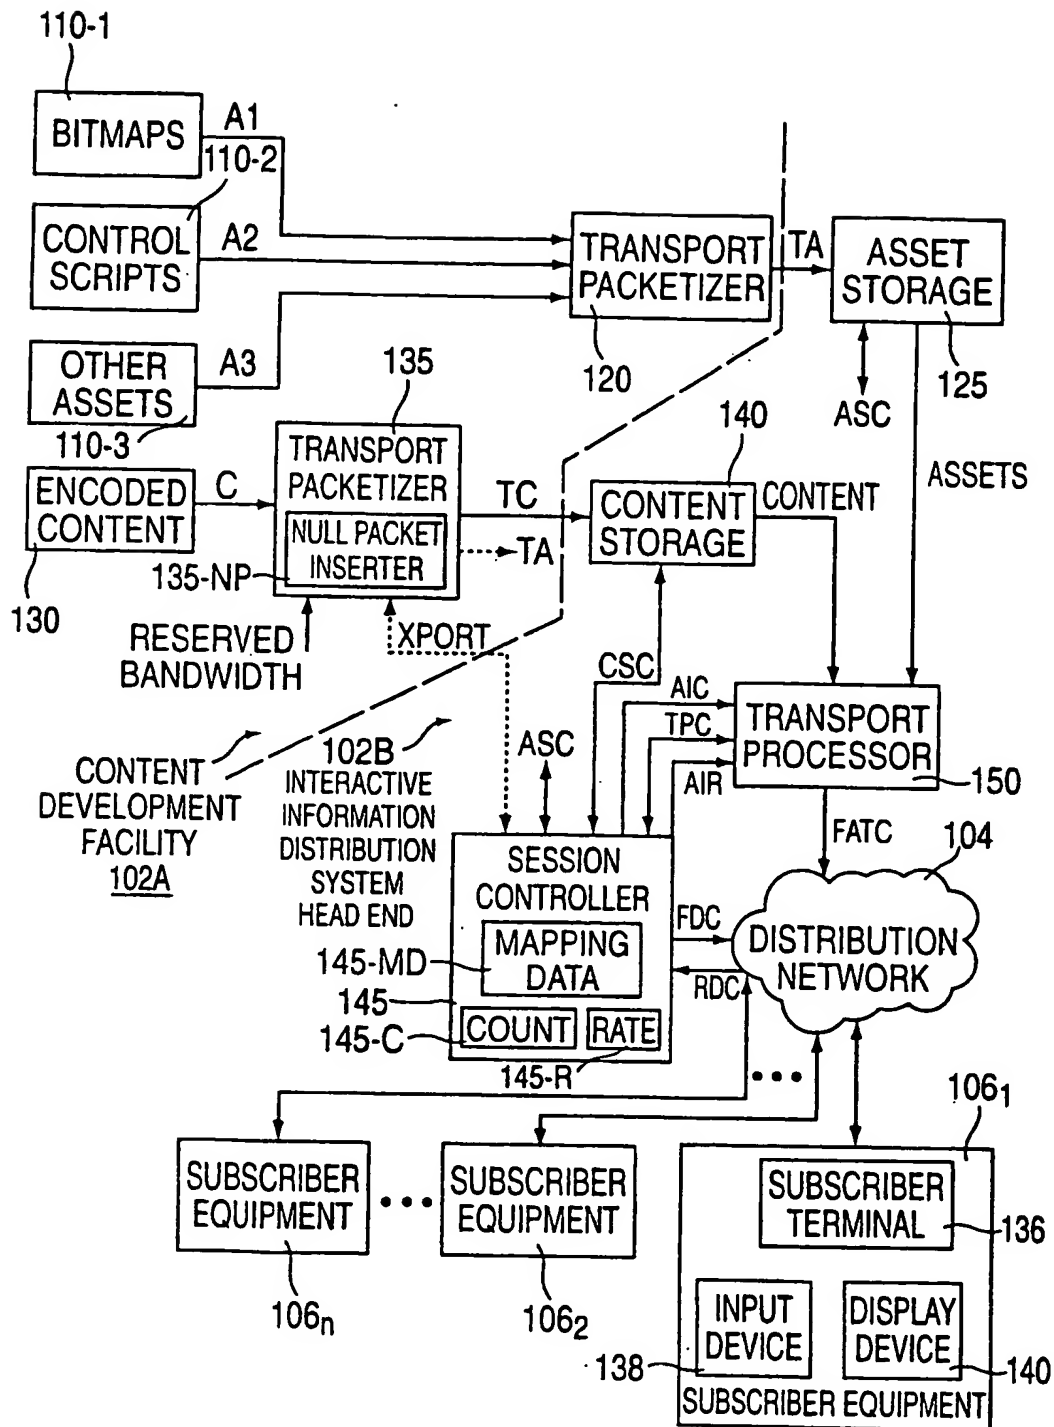 110-1
BITMAPS
A1
110-2
CONTROL
SCRIPTS
A2
TRANSPORT
PACKETIZER
120
TA
ASSET
STORAGE
125
ASC
OTHER
ASSETS
A3
110-3
135
TRANSPORT
PACKETIZER
NULL PACKET
INSERTER
135-NP
ENCODED
CONTENT
C
130
TC
TA
140
CONTENT
STORAGE
CONTENT
ASSETS
RESERVED
BANDWIDTH
XPORT
CSC
AIC
TPC
AIR
TRANSPORT
PROCESSOR
150
CONTENT
DEVELOPMENT
FACILITY
102A
102B
INTERACTIVE
INFORMATION
DISTRIBUTION
SYSTEM
HEAD END
ASC
FATC
104
SESSION
CONTROLLER
MAPPING
DATA
145-MD
145
COUNT
145-C
RATE
145-R
FDC
RDC
DISTRIBUTION
NETWORK
•••
SUBSCRIBER
EQUIPMENT
106n
•••
SUBSCRIBER
EQUIPMENT
1062
1061
SUBSCRIBER
TERMINAL
136
INPUT
DEVICE
138
DISPLAY
DEVICE
140
SUBSCRIBER EQUIPMENT